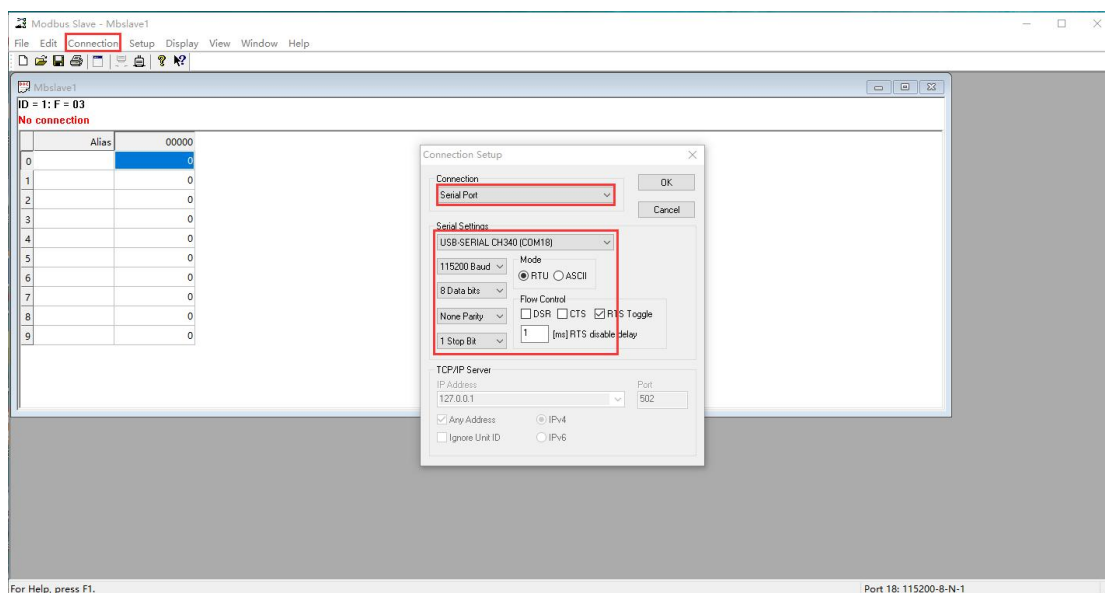 Modbus Slave - Mbslave1
File Edit Connection Setup Display View Window Help
Mbslave1
ID = 1: F = 03
No connection
Alias 00000
0 0
1 0
2 0
3 0
4 0
5 0
6 0
7 0
8 0
9 0
Connection Setup
Connection
Serial Port
OK
Cancel
Serial Settings
USB-SERIAL CH340 (COM18)
115200 Baud
Mode
RTU ASCII
8 Data bits
Flow Control
None Parity
DSR CTS RTS Toggle
1 Stop Bit
1 [ms] RTS disable delay
TCP/IP Server
IP Address Port
127.0.0.1 502
Any Address IPv4
Ignore Unit ID IPv6
For Help, press F1. Port 18: 115200-8-N-1